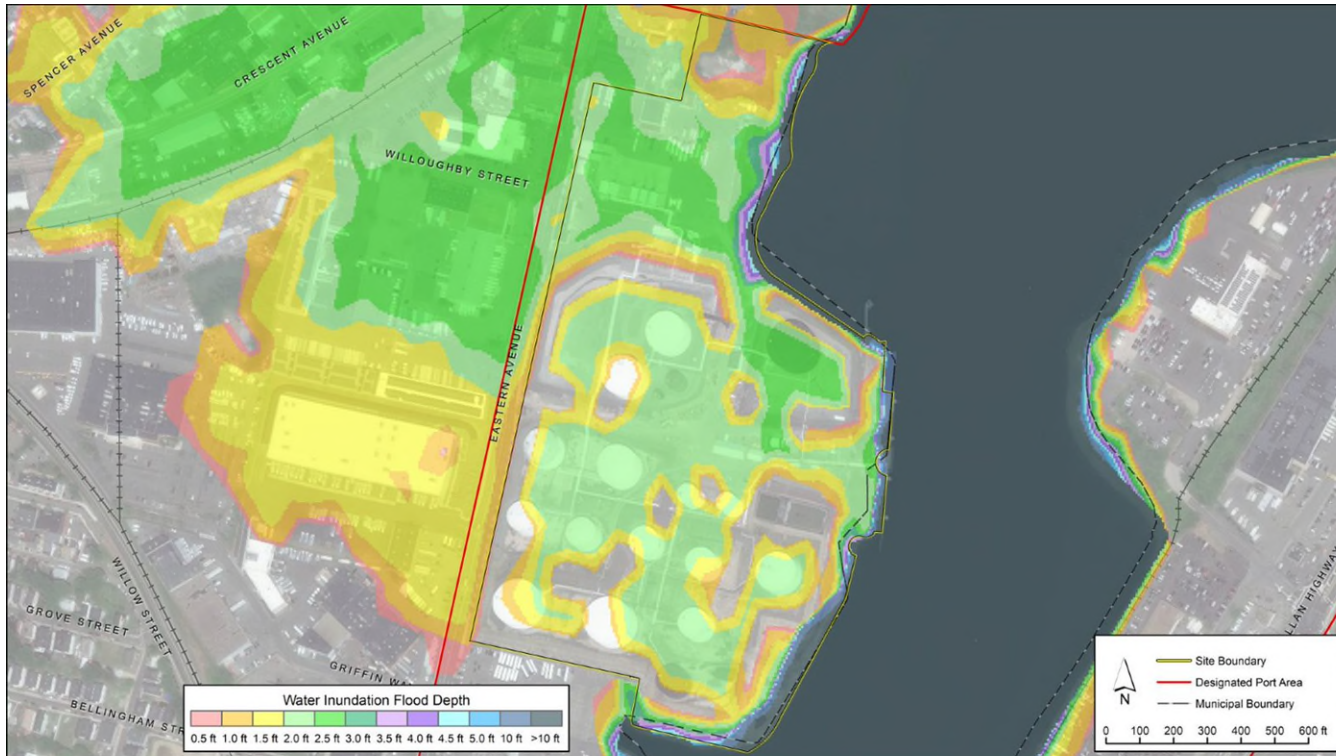 SPENCER AVENUE
CRESCENT AVENUE
WILLOUGHBY STREET
EASTERN AVENUE
WILLOW STREET
GROVE STREET
GRIFFIN WA
BELLINGHAM STR
LLAN HIGHWAY
Water Inundation Flood Depth
0.5 ft 1.0 ft 1.5 ft 2.0 ft 2.5 ft 3.0 ft 3.5 ft 4.0 ft 4.5 ft 5.0 ft 10 ft >10 ft
Site Boundary
Designated Port Area
Municipal Boundary
N
0 100 200 300 400 600 ft